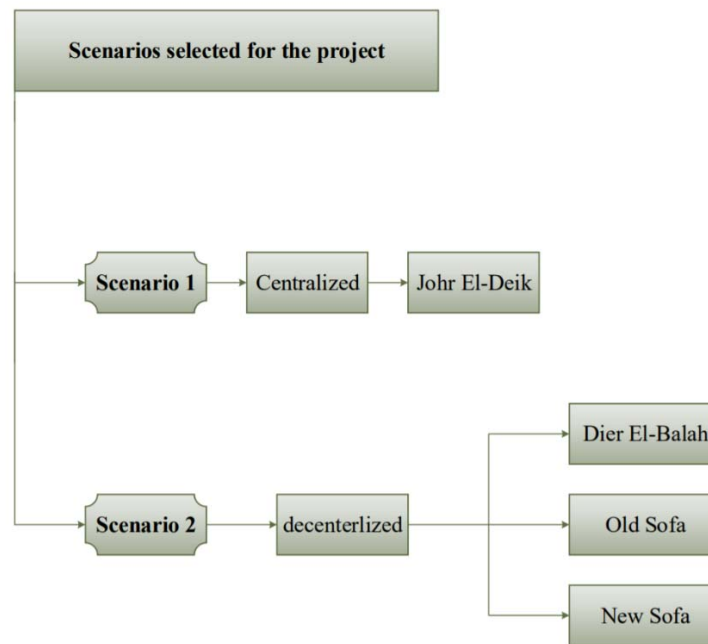 Scenarios selected for the project
Scenario 1
Centralized
Johr El-Deik
Dier El-Balah
Scenario 2
decenterlized
Old Sofa
New Sofa